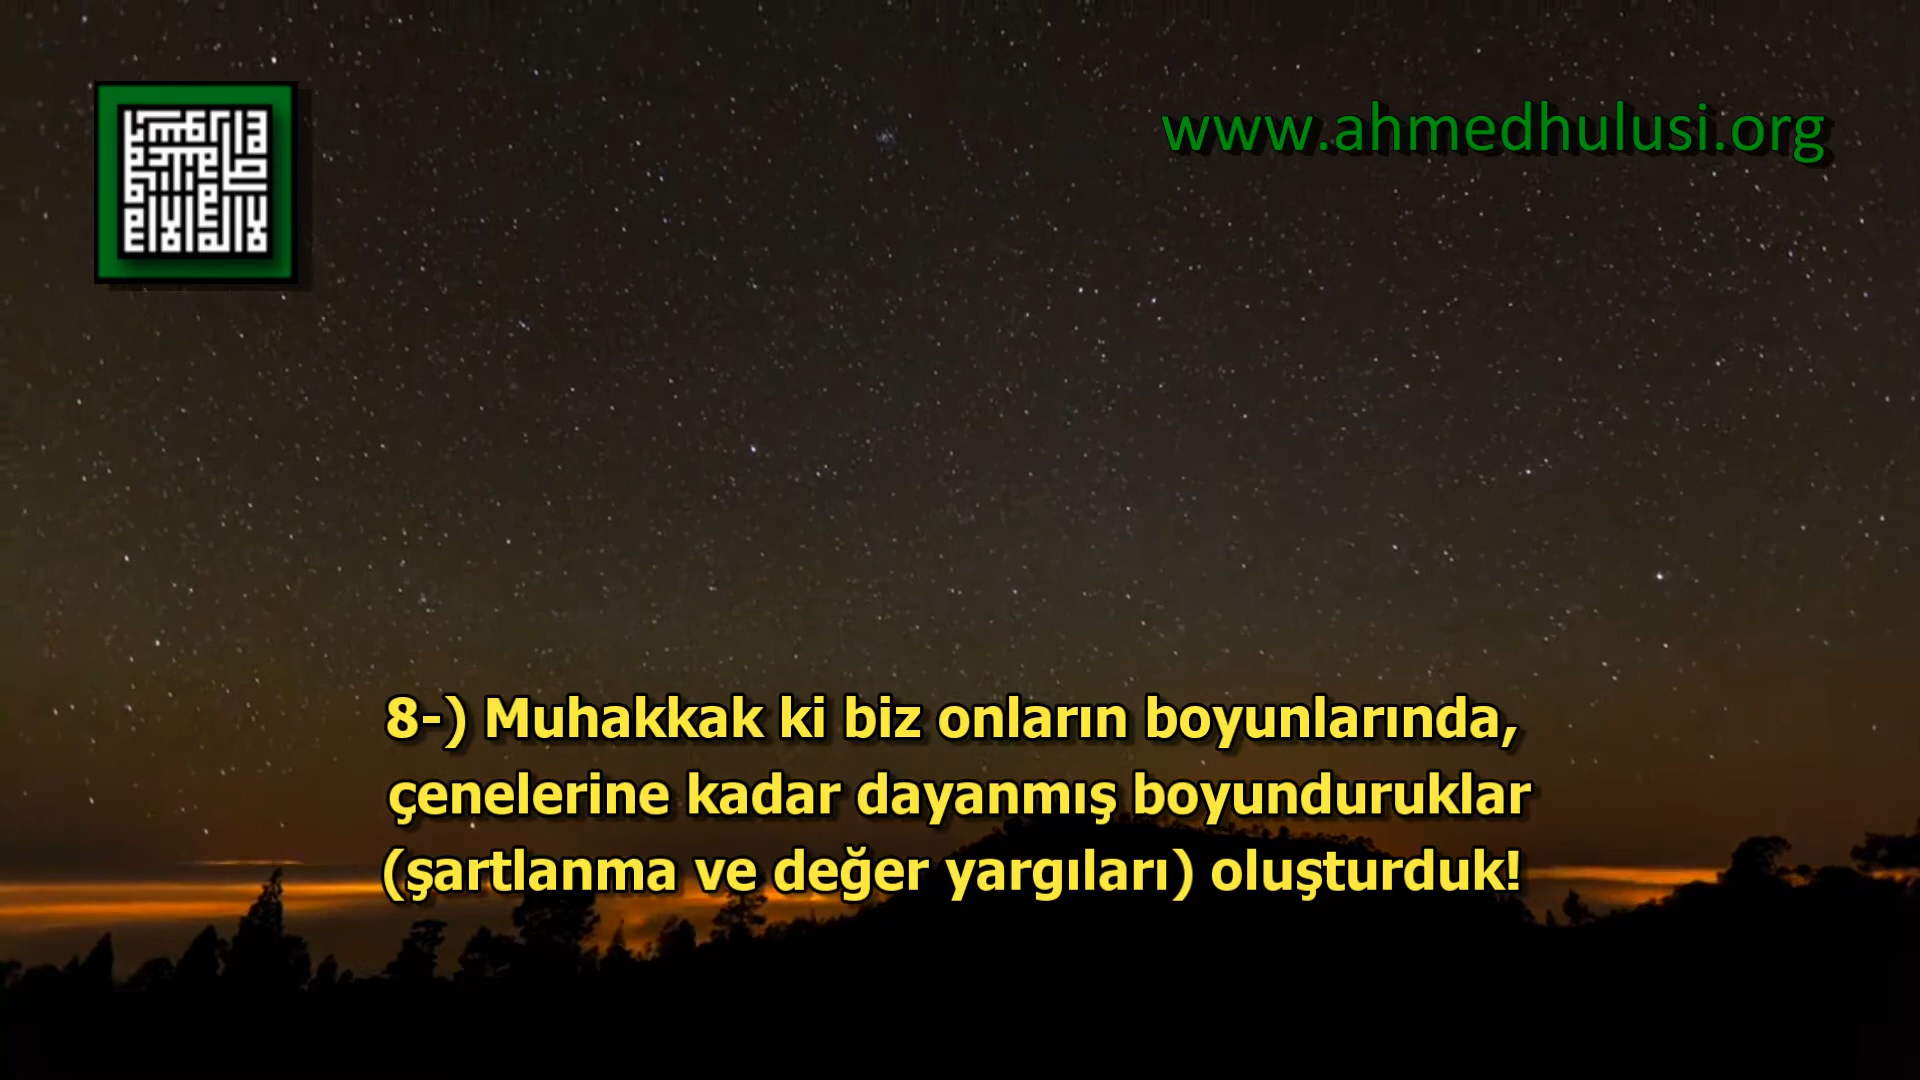 www.ahmedhulusi.org
8-) Muhakkak ki biz onların boyunlarında,
çenelerine kadar dayanmış boyunduruklar
(şartlanma ve değer yargıları) oluşturduk!